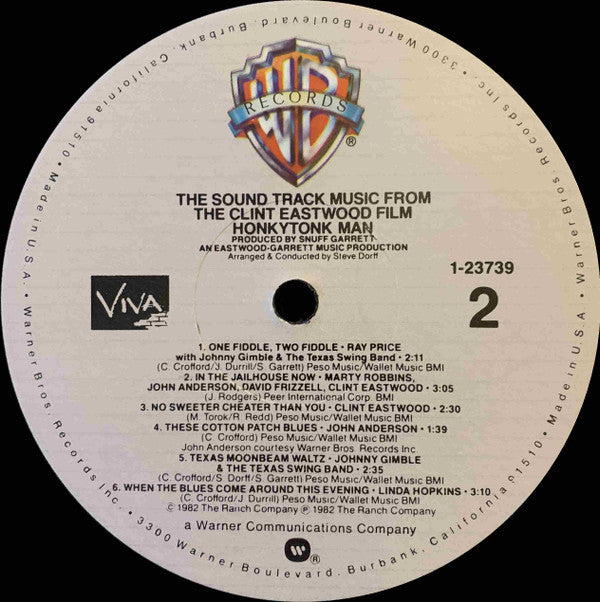 WB
RECORDS
®
THE SOUND TRACK MUSIC FROM
THE CLINT EASTWOOD FILM
HONKYTONK MAN
PRODUCED BY SNUFF GARRETT
AN EASTWOOD-GARRETT MUSIC PRODUCTION
Arranged & Conducted by Steve Dorff
VIVA
1-23739
2
1. ONE FIDDLE, TWO FIDDLE • RAY PRICE
with Johnny Gimble & The Texas Swing Band • 2:11
(C. Crofford/J. Durrill/S. Garrett) Peso Music/Wallet Music BMI
2. IN THE JAILHOUSE NOW • MARTY ROBBINS,
JOHN ANDERSON, DAVID FRIZZELL, CLINT EASTWOOD • 3:05
(J. Rodgers) Peer International Corp. BMI
3. NO SWEETER CHEATER THAN YOU • CLINT EASTWOOD • 2:30
(M. Torok/R. Redd) Peso Music/Wallet Music BMI
4. THESE COTTON PATCH BLUES • JOHN ANDERSON • 1:39
(C. Crofford) Peso Music/Wallet Music BMI
John Anderson courtesy Warner Bros. Records Inc.
5. TEXAS MOONBEAM WALTZ • JOHNNY GIMBLE
& THE TEXAS SWING BAND • 2:35
(C. Crofford/S. Dorff/S. Garrett) Peso Music/Wallet Music BMI
6. WHEN THE BLUES COME AROUND THIS EVENING • LINDA HOPKINS • 3:10
(C. Crofford/J. Durrill/S. Garrett) Peso Music/Wallet Music BMI
© 1982 The Ranch Company ℗ 1982 The Ranch Company
a Warner Communications Company
®
Warner Bros. Records Inc. • 3300 Warner Boulevard, Burbank, California 91510 • Made in U.S.A. •
Warner Bros. Records Inc. • 3300 Warner Boulevard, Burbank, California 91510 • Made in U.S.A. •